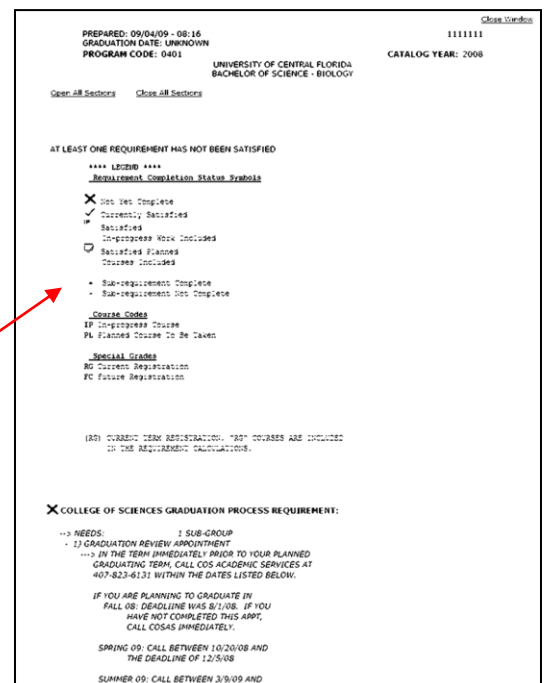 Close Window
PREPARED: 09/04/09 - 08:16 1111111
GRADUATION DATE: UNKNOWN
PROGRAM CODE: 0401 CATALOG YEAR: 2008
UNIVERSITY OF CENTRAL FLORIDA
BACHELOR OF SCIENCE - BIOLOGY
Open All Sections Close All Sections
AT LEAST ONE REQUIREMENT HAS NOT BEEN SATISFIED
**** LEGEND ****
Requirement Completion Status Symbols
Not Yet Complete
Currently Satisfied
IP
Satisfied
In-progress Work Included
Satisfied Planned
Courses Included
+ Sub-requirement Complete
- Sub-requirement Not Complete
Course Codes
IP In-progress Course
PL Planned Course To Be Taken
Special Grades
RG Current Registration
FC Future Registration
(RG) CURRENT TERM REGISTRATION. "RG" COURSES ARE INCLUDED
IN THE REQUIREMENT CALCULATIONS.
COLLEGE OF SCIENCES GRADUATION PROCESS REQUIREMENT:
--> NEEDS: 1 SUB-GROUP
- 1) GRADUATION REVIEW APPOINTMENT
---> IN THE TERM IMMEDIATELY PRIOR TO YOUR PLANNED
GRADUATING TERM, CALL COS ACADEMIC SERVICES AT
407-823-6131 WITHIN THE DATES LISTED BELOW.
IF YOU ARE PLANNING TO GRADUATE IN
FALL 08: DEADLIINE WAS 8/1/08. IF YOU
HAVE NOT COMPLETED THIS APPT,
CALL COSAS IMMEDIATELY.
SPRING 09: CALL BETWEEN 10/20/08 AND
THE DEADLINE OF 12/5/08
SUMMER 09: CALL BETWEEN 3/9/09 AND